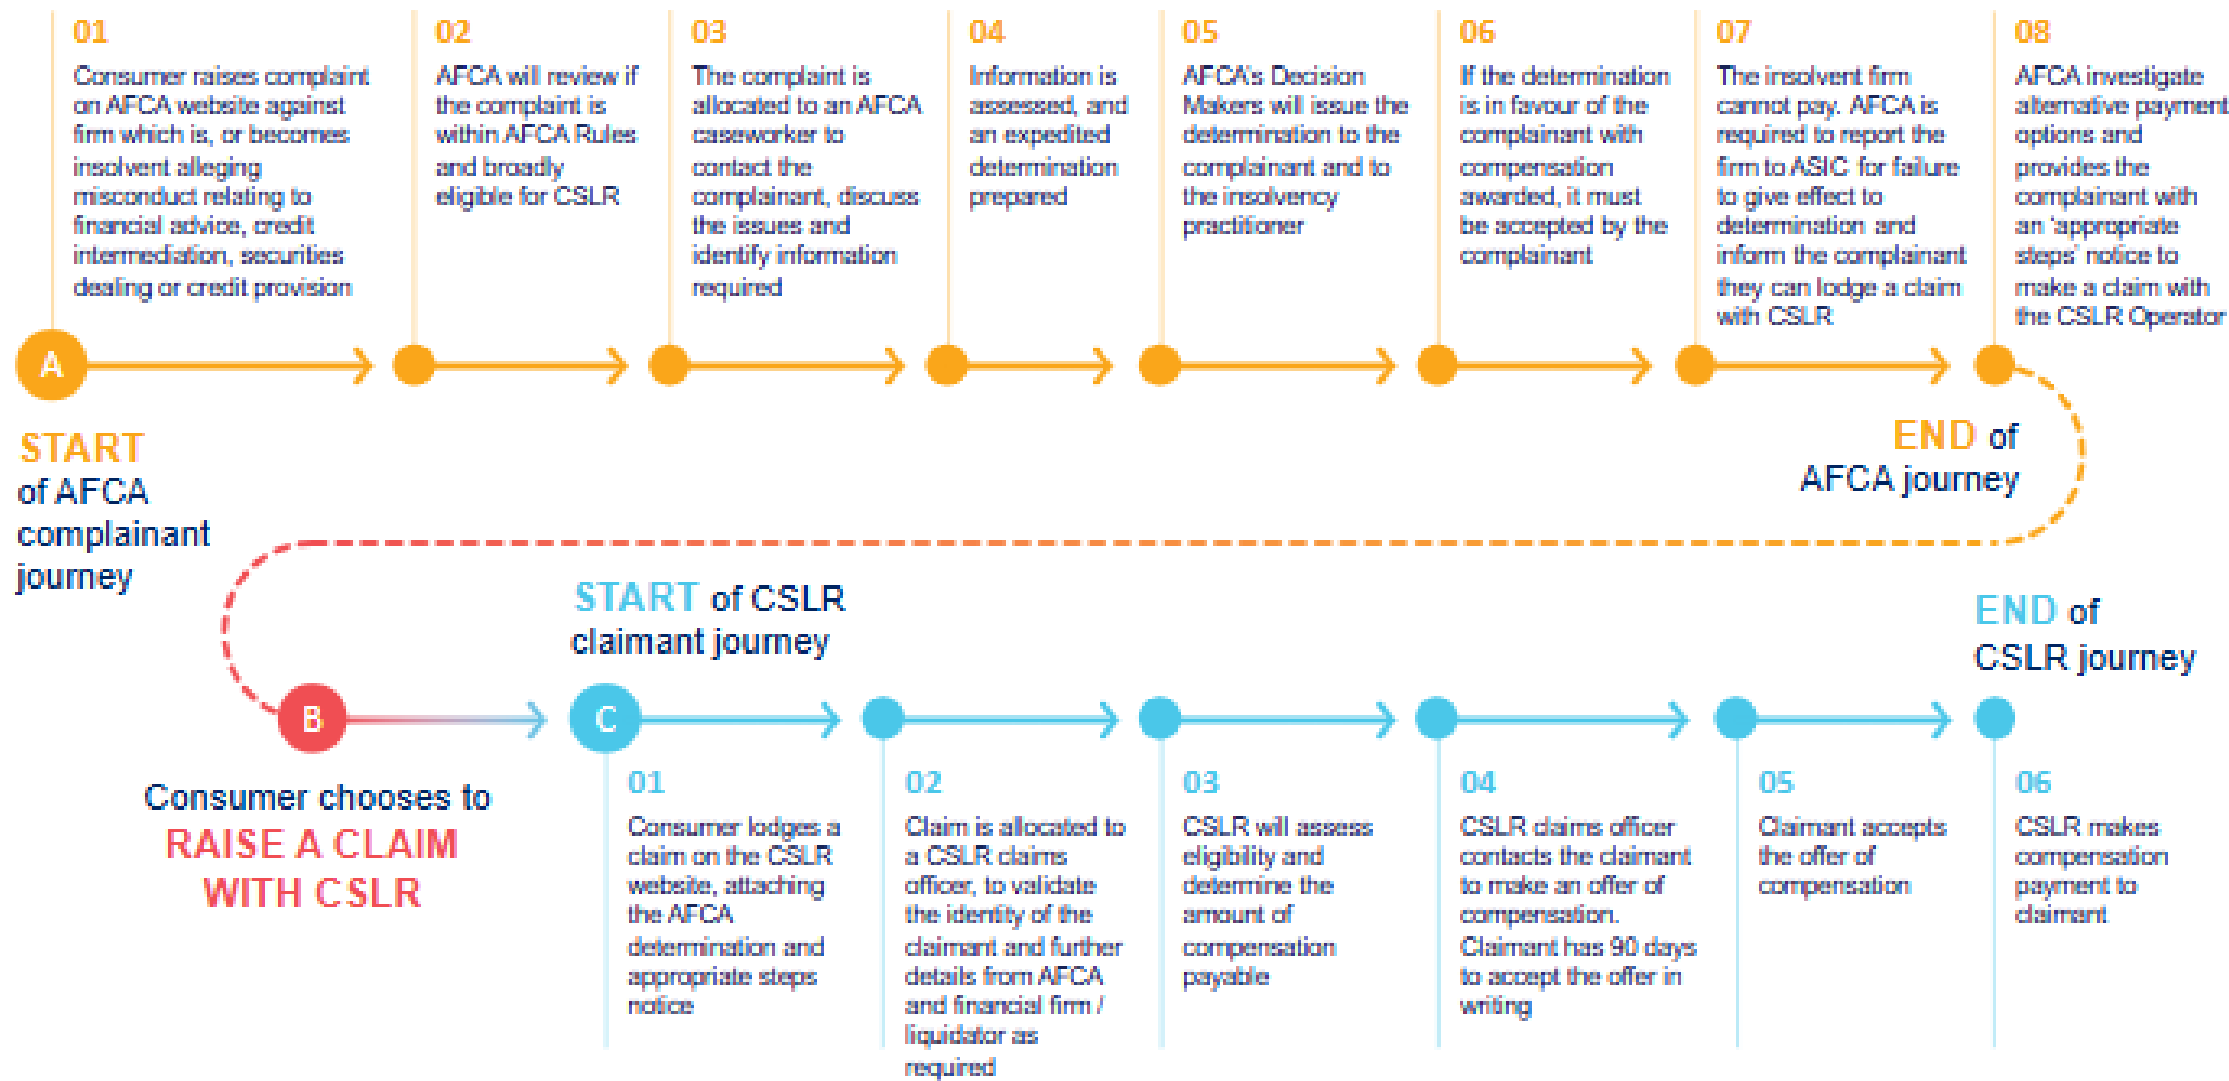 01
Consumer raises complaint
on AFCA website against
firm which is, or becomes
insolvent alleging
misconduct relating to
financial advice, credit
intermediation, securities
dealing or credit provision
02
AFCA will review if
the complaint is
within AFCA Rules
and broadly
eligible for CSLR
03
The complaint is
allocated to an AFCA
caseworker to
contact the
complainant, discuss
the issues and
identify information
required
04
Information is
assessed, and
an expedited
determination
prepared
05
AFCA's Decision
Makers will issue the
determination to the
complainant and to
the insolvency
practitioner
06
If the determination
is in favour of the
complainant with
compensation
awarded, it must
be accepted by the
complainant
07
The insolvent firm
cannot pay. AFCA is
required to report the
firm to ASIC for failure
to give effect to
determination and
inform the complainant
they can lodge a claim
with CSLR
08
AFCA investigate
alternative payment
options and
provides the
complainant with
an 'appropriate
steps' notice to
make a claim with
the CSLR Operator
A
START
of AFCA
complainant
journey
END of
AFCA journey
B
Consumer chooses to
RAISE A CLAIM
WITH CSLR
START of CSLR
claimant journey
C
END of
CSLR journey
01
Consumer lodges a
claim on the CSLR
website, attaching
the AFCA
determination and
appropriate steps
notice
02
Claim is allocated to
a CSLR claims
officer, to validate
the identity of the
claimant and further
details from AFCA
and financial firm /
liquidator as
required
03
CSLR will assess
eligibility and
determine the
amount of
compensation
payable
04
CSLR claims officer
contacts the claimant
to make an offer of
compensation.
Claimant has 90 days
to accept the offer in
writing
05
Claimant accepts
the offer of
compensation
06
CSLR makes
compensation
payment to
claimant